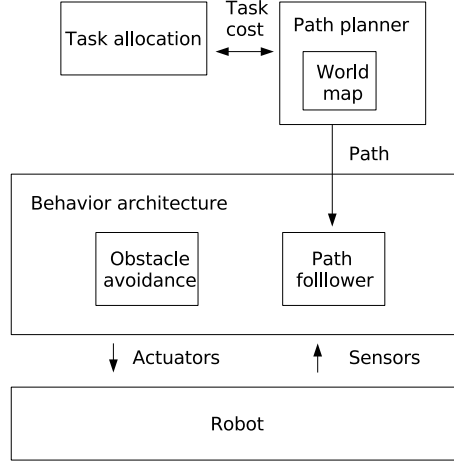 Task allocation
Task
cost
Path planner
World
map
Path
Behavior architecture
Obstacle
avoidance
Path
folllower
Actuators
Sensors
Robot